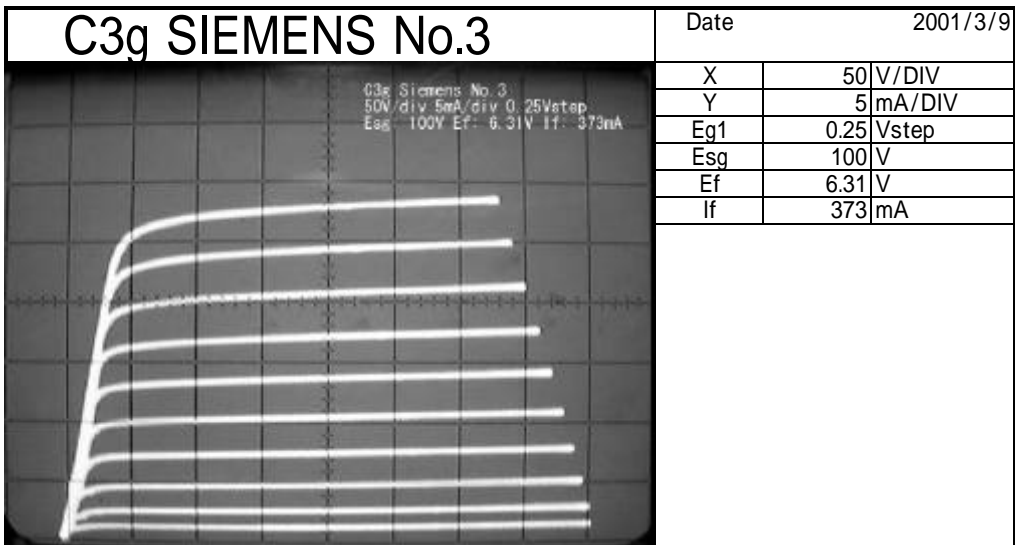 C3g SIEMENS No.3
Date 2001/3/9
C3g Siemens No.3
50V/div 5mA/div 0.25Vstep
Esg 100V Ef: 6.31V If: 373mA
X 50 V/DIV
Y 5 mA/DIV
Eg1 0.25 Vstep
Esg 100 V
Ef 6.31 V
If 373 mA